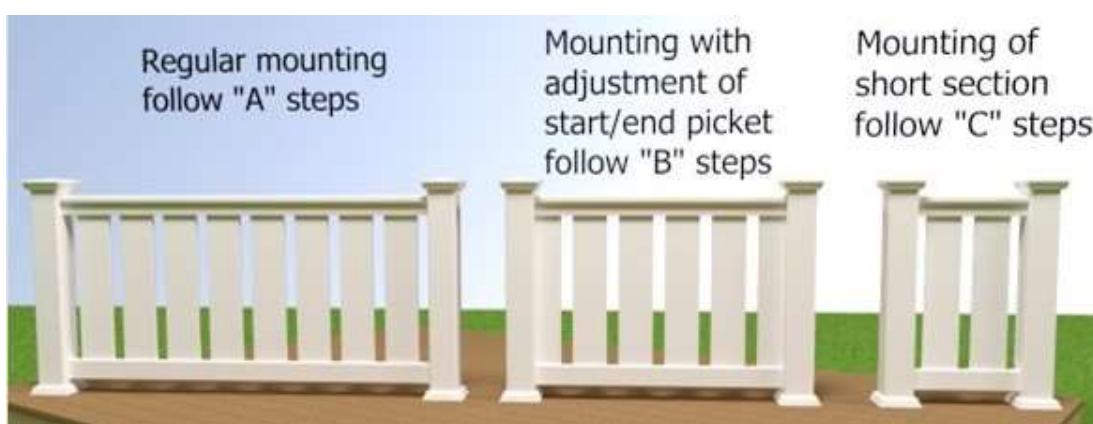 Regular mounting
follow "A" steps
Mounting with
adjustment of
start/end picket
follow "B" steps
Mounting of
short section
follow "C" steps